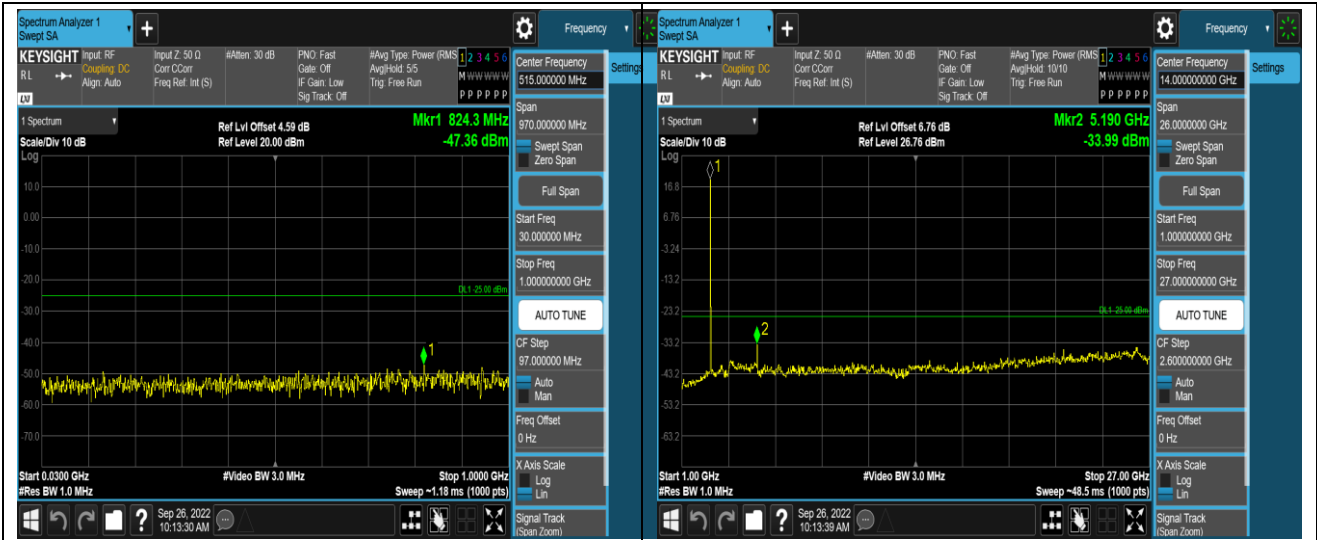 Spectrum Analyzer 1
Swept SA
+
Frequency
KEYSIGHT
Input: RF
Input Z: 50 Ω
#Atten: 30 dB
PNO: Fast
#Avg Type: Power (RMS
1 2 3 4 5 6
RL
Coupling: DC
Corr CCorr
Gate: Off
Avg|Hold: 5/5
M W W W W W
Align: Auto
Freq Ref: Int (S)
IF Gain: Low
Trig: Free Run
Sig Track: Off
P P P P P P
LXI
1 Spectrum
Ref Lvl Offset 4.59 dB
Mkr1 824.3 MHz
Scale/Div 10 dB
Ref Level 20.00 dBm
-47.36 dBm
Log
10.0
0.00
-10.0
-20.0
DL1 -25.00 dBm
-30.0
-40.0
1
-50.0
-60.0
-70.0
Start 0.0300 GHz
#Video BW 3.0 MHz
Stop 1.0000 GHz
#Res BW 1.0 MHz
Sweep ~1.18 ms (1000 pts)
Center Frequency
515.000000 MHz
Settings
Span
970.000000 MHz
Swept Span
Zero Span
Full Span
Start Freq
30.000000 MHz
Stop Freq
1.000000000 GHz
AUTO TUNE
CF Step
97.000000 MHz
Auto
Man
Freq Offset
0 Hz
X Axis Scale
Log
Lin
Signal Track
(Span Zoom)
?
Sep 26, 2022
10:13:30 AM
Spectrum Analyzer 1
Swept SA
+
Frequency
KEYSIGHT
Input: RF
Input Z: 50 Ω
#Atten: 30 dB
PNO: Fast
#Avg Type: Power (RMS
1 2 3 4 5 6
RL
Coupling: DC
Corr CCorr
Gate: Off
Avg|Hold: 10/10
M W W W W W
Align: Auto
Freq Ref: Int (S)
IF Gain: Low
Trig: Free Run
Sig Track: Off
P P P P P P
LXI
1 Spectrum
Ref Lvl Offset 6.76 dB
Mkr2 5.190 GHz
Scale/Div 10 dB
Ref Level 26.76 dBm
-33.99 dBm
Log
1
16.8
6.76
-3.24
-13.2
-23.2
DL1 -25.00 dBm
2
-33.2
-43.2
-53.2
-63.2
Start 1.00 GHz
#Video BW 3.0 MHz
Stop 27.00 GHz
#Res BW 1.0 MHz
Sweep ~48.5 ms (1000 pts)
Center Frequency
14.000000000 GHz
Settings
Span
26.0000000 GHz
Swept Span
Zero Span
Full Span
Start Freq
1.000000000 GHz
Stop Freq
27.000000000 GHz
AUTO TUNE
CF Step
2.600000000 GHz
Auto
Man
Freq Offset
0 Hz
X Axis Scale
Log
Lin
Signal Track
(Span Zoom)
?
Sep 26, 2022
10:13:39 AM